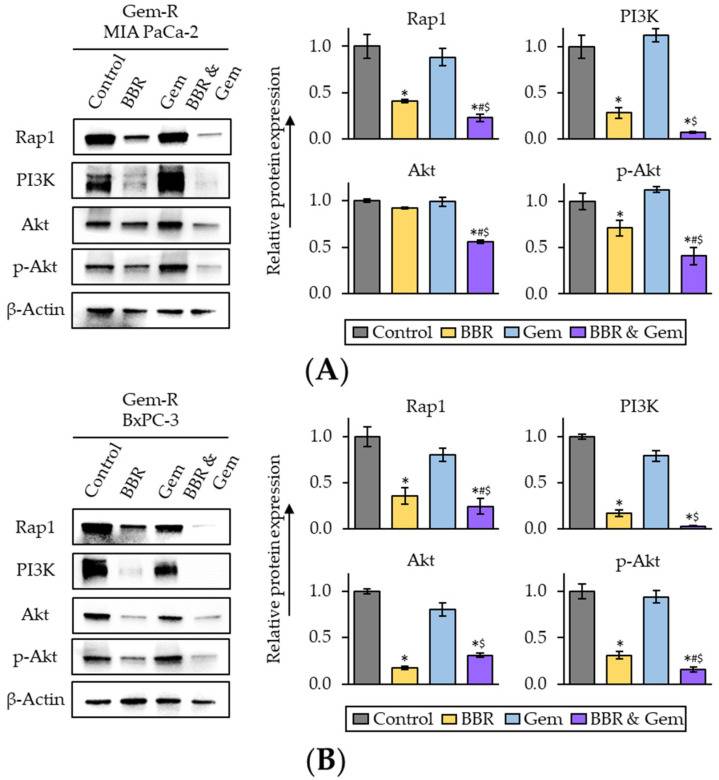 Gem-R
MIA PaCa-2
Control
BBR
Gem
BBR &
Gem
Rap1
PI3K
Akt
p-Akt
β-Actin
Relative protein expression
Rap1
1.0
0.5
0.0
*
*#$
PI3K
1.0
0.5
0.0
*
*$
Akt
1.0
0.5
0.0
*#$
p-Akt
1.0
0.5
0.0
*
*#$
Control BBR Gem BBR & Gem
(A)
Gem-R
BxPC-3
Control
BBR
Gem
BBR &
Gem
Rap1
PI3K
Akt
p-Akt
β-Actin
Relative protein expression
Rap1
1.0
0.5
0.0
*
*#$
PI3K
1.0
0.5
0.0
*
*$
Akt
1.0
0.5
0.0
*
*$
p-Akt
1.0
0.5
0.0
*
*#$
Control BBR Gem BBR & Gem
(B)